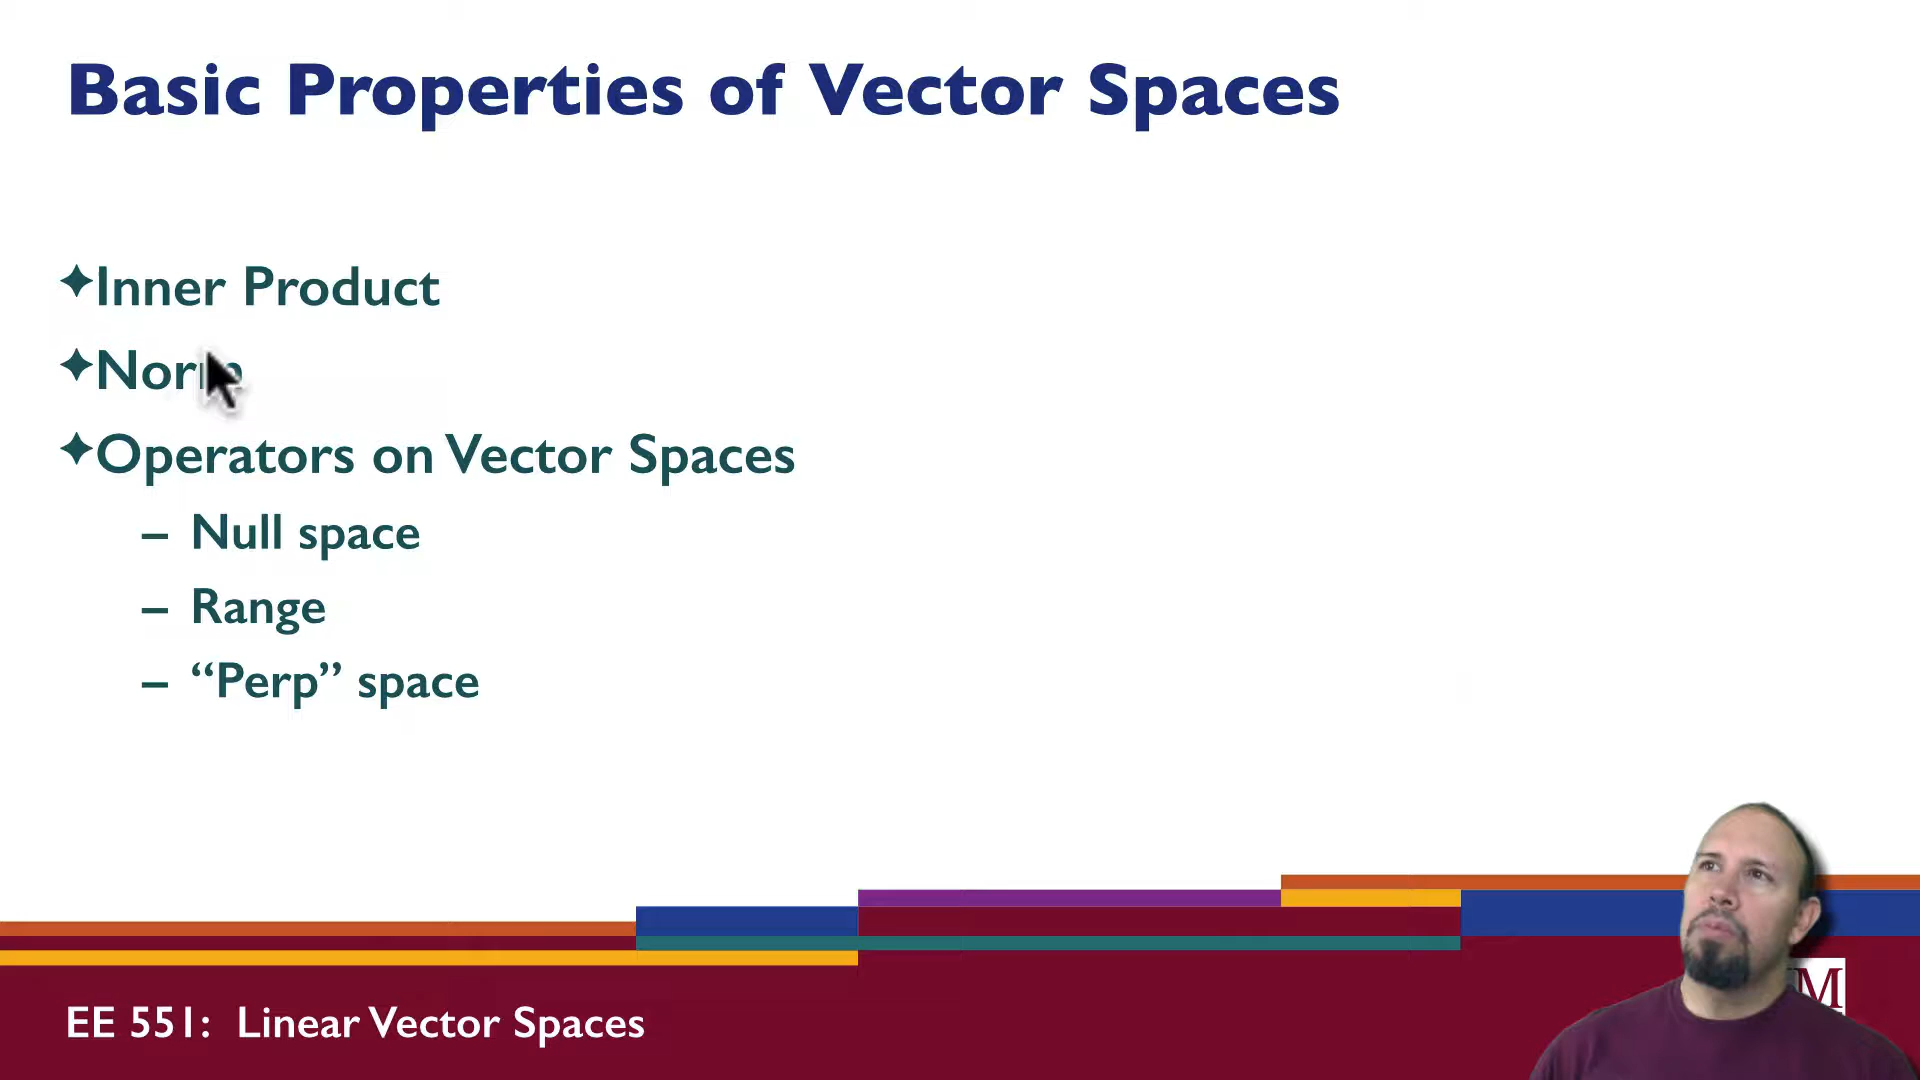 Basic Properties of Vector Spaces
Inner Product
Norm
Operators on Vector Spaces
– Null space
– Range
– “Perp” space
EE 551: Linear Vector Spaces
M